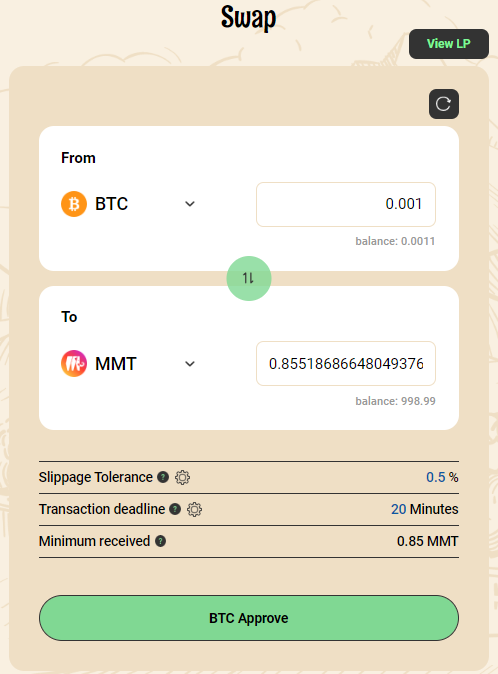 Swap
View LP
From
BTC
0.001
balance: 0.0011
To
MMT
0.85518686648049376
balance: 998.99
Slippage Tolerance ? 0.5 %
Transaction deadline ? 20 Minutes
Minimum received ? 0.85 MMT
BTC Approve